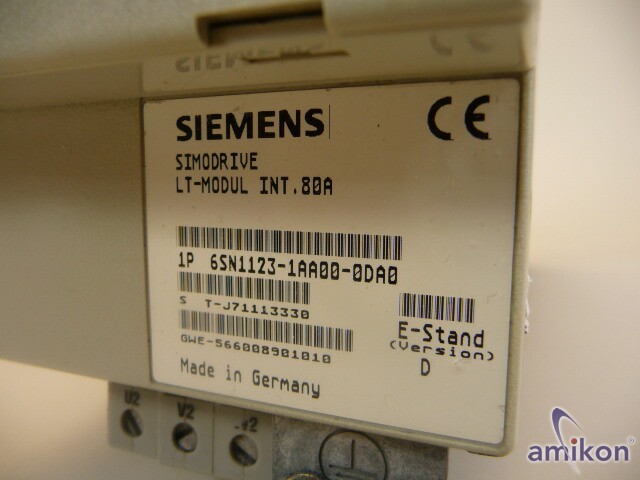 SIEMENS
SIEMENS
CE
SIMODRIVE
LT-MODUL INT.80A
1P 6SN1123-1AA00-0DA0
S T-J71113330
E-Stand
(Version)
D
GWE-566008901010
Made in Germany
U2
V2
amikon